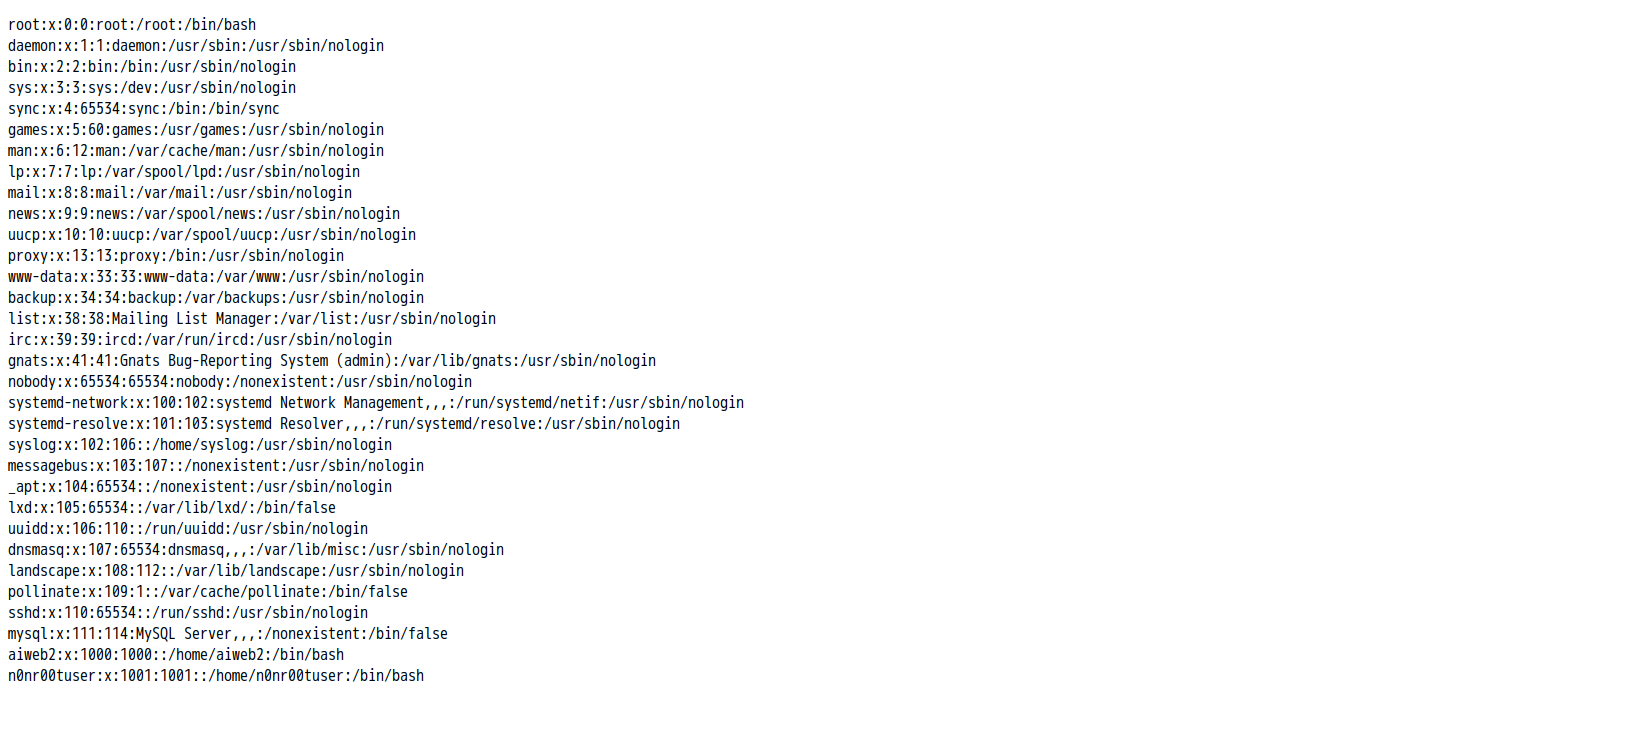 root:x:0:0:root:/root:/bin/bash
daemon:x:1:1:daemon:/usr/sbin:/usr/sbin/nologin
bin:x:2:2:bin:/bin:/usr/sbin/nologin
sys:x:3:3:sys:/dev:/usr/sbin/nologin
sync:x:4:65534:sync:/bin:/bin/sync
games:x:5:60:games:/usr/games:/usr/sbin/nologin
man:x:6:12:man:/var/cache/man:/usr/sbin/nologin
lp:x:7:7:lp:/var/spool/lpd:/usr/sbin/nologin
mail:x:8:8:mail:/var/mail:/usr/sbin/nologin
news:x:9:9:news:/var/spool/news:/usr/sbin/nologin
uucp:x:10:10:uucp:/var/spool/uucp:/usr/sbin/nologin
proxy:x:13:13:proxy:/bin:/usr/sbin/nologin
www-data:x:33:33:www-data:/var/www:/usr/sbin/nologin
backup:x:34:34:backup:/var/backups:/usr/sbin/nologin
list:x:38:38:Mailing List Manager:/var/list:/usr/sbin/nologin
irc:x:39:39:ircd:/var/run/ircd:/usr/sbin/nologin
gnats:x:41:41:Gnats Bug-Reporting System (admin):/var/lib/gnats:/usr/sbin/nologin
nobody:x:65534:65534:nobody:/nonexistent:/usr/sbin/nologin
systemd-network:x:100:102:systemd Network Management,,,:/run/systemd/netif:/usr/sbin/nologin
systemd-resolve:x:101:103:systemd Resolver,,,:/run/systemd/resolve:/usr/sbin/nologin
syslog:x:102:106::/home/syslog:/usr/sbin/nologin
messagebus:x:103:107::/nonexistent:/usr/sbin/nologin
_apt:x:104:65534::/nonexistent:/usr/sbin/nologin
lxd:x:105:65534::/var/lib/lxd/:/bin/false
uuidd:x:106:110::/run/uuidd:/usr/sbin/nologin
dnsmasq:x:107:65534:dnsmasq,,,:/var/lib/misc:/usr/sbin/nologin
landscape:x:108:112::/var/lib/landscape:/usr/sbin/nologin
pollinate:x:109:1::/var/cache/pollinate:/bin/false
sshd:x:110:65534::/run/sshd:/usr/sbin/nologin
mysql:x:111:114:MySQL Server,,,:/nonexistent:/bin/false
aiweb2:x:1000:1000::/home/aiweb2:/bin/bash
n0nr00tuser:x:1001:1001::/home/n0nr00tuser:/bin/bash